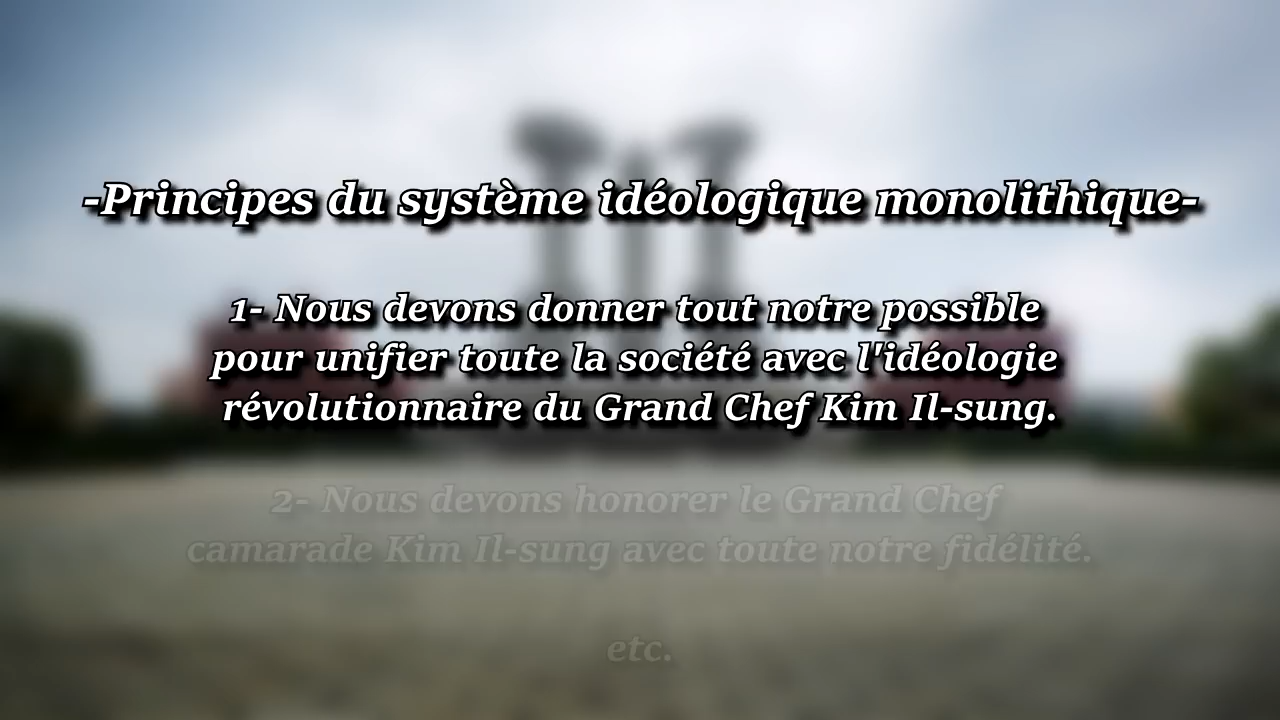 -Principes du système idéologique monolithique-
1- Nous devons donner tout notre possible
pour unifier toute la société avec l'idéologie
révolutionnaire du Grand Chef Kim Il-sung.
2- Nous devons honorer le Grand Chef
camarade Kim Il-sung avec toute notre fidélité.
etc.